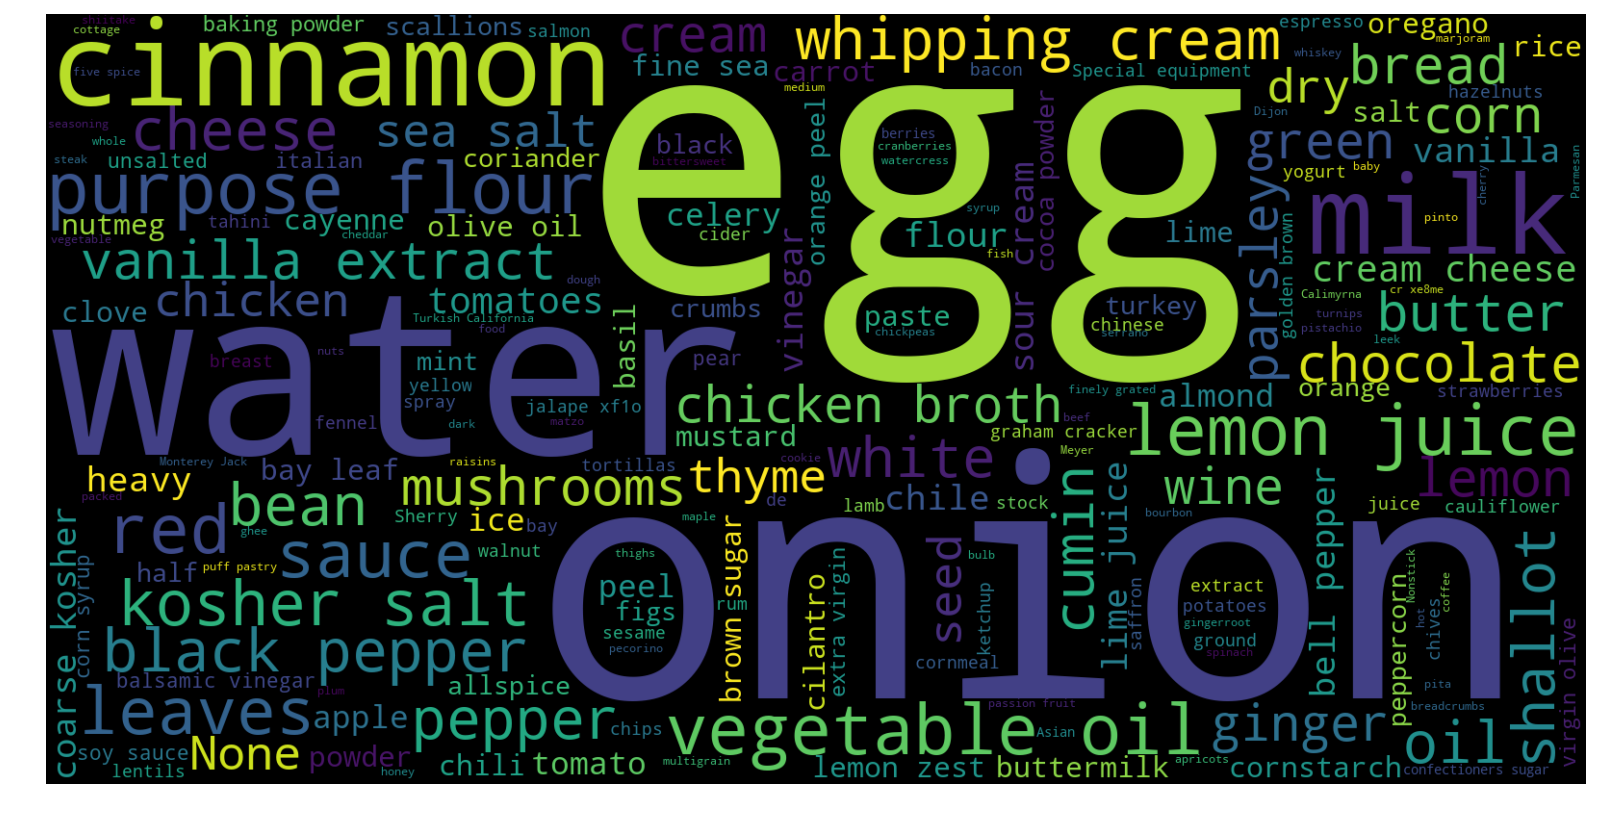 shiitake
cottage
baking powder
scallions
salmon
cream
whipping cream
espresso
oregano
marjoram
rice
cinnamon
five spice
fine sea
carrot
bacon
Special equipment
whiskey
bread
dry
hazelnuts
medium
egg
seasoning
whole
cheese
sea salt
black
bittersweet
orange peel
berries
cranberries
watercress
cocoa powder
Dijon
salt
corn
green
vanilla
steak
unsalted
italian
coriander
purpose flour
yogurt
baby
cherry
Parmesan
milk
pinto
nutmeg
tahini
cayenne
olive oil
cheddar
vegetable
celery
cider
syrup
flour
fish
sour cream
lime
parsley
golden brown
vanilla extract
dough
vinegar
cream cheese
clove
chicken
tomatoes
crumbs
turkey
Calimyrna
cr xe8me
butter
turnips
pistachio
leek
Turkish California
food
basil
paste
chickpeas
chinese
serrano
water
breast
nuts
mint
pear
chocolate
yellow
spray
jalape xf1o
matzo
finely grated
almond
orange
strawberries
fennel
dark
chicken broth
beef
mustard
graham cracker
Meyer
lemon juice
Monterey Jack
heavy
bay leaf
raisins
tortillas
cookie
white
packed
mushrooms
thyme
de
lamb
chile
stock
cumin
wine
lemon
juice
cauliflower
bean
ghee
Sherry
ice
bay
maple
bourbon
coarse kosher
red
sauce
walnut
onion
thighs
brown sugar
seed
bulb
lime juice
bell pepper
shallot
corn syrup
half
puff pastry
peel
figs
rum
sesame
pecorino
cilantro
extra virgin
ketchup
saffron
extract
potatoes
gingerroot
ground
spinach
peppercorn
Nonstick
hot
chives
coffee
kosher salt
black pepper
cornmeal
virgin olive
balsamic vinegar
plum
allspice
passion fruit
pita
breadcrumbs
leaves
apple
pepper
chips
vegetable oil
Asian
ginger
oil
soy sauce
lentils
None
powder
honey
chili
tomato
multigrain
lemon zest
buttermilk
apricots
cornstarch
confectioners sugar